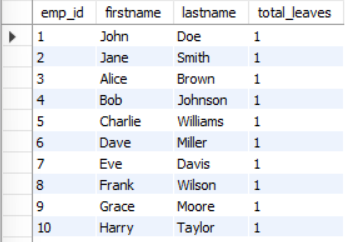 emp_id firstname lastname total_leaves
1 John Doe 1
2 Jane Smith 1
3 Alice Brown 1
4 Bob Johnson 1
5 Charlie Williams 1
6 Dave Miller 1
7 Eve Davis 1
8 Frank Wilson 1
9 Grace Moore 1
10 Harry Taylor 1